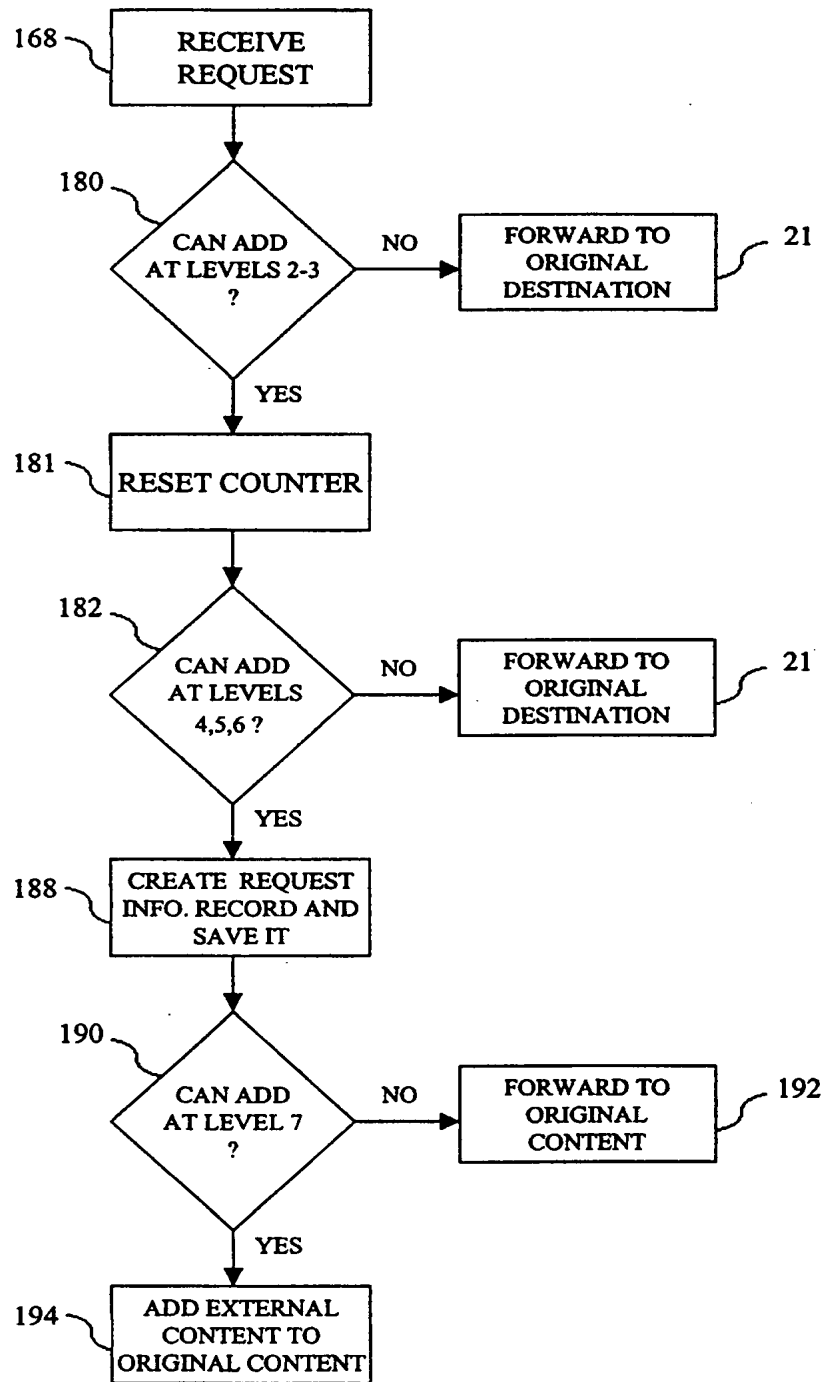 168
RECEIVE
REQUEST
180
CAN ADD
AT LEVELS 2-3
?
NO
FORWARD TO
ORIGINAL
DESTINATION
21
YES
181
RESET COUNTER
182
CAN ADD
AT LEVELS
4,5,6 ?
NO
FORWARD TO
ORIGINAL
DESTINATION
21
YES
188
CREATE REQUEST
INFO. RECORD AND
SAVE IT
190
CAN ADD
AT LEVEL 7
?
NO
FORWARD TO
ORIGINAL
CONTENT
192
YES
194
ADD EXTERNAL
CONTENT TO
ORIGINAL CONTENT